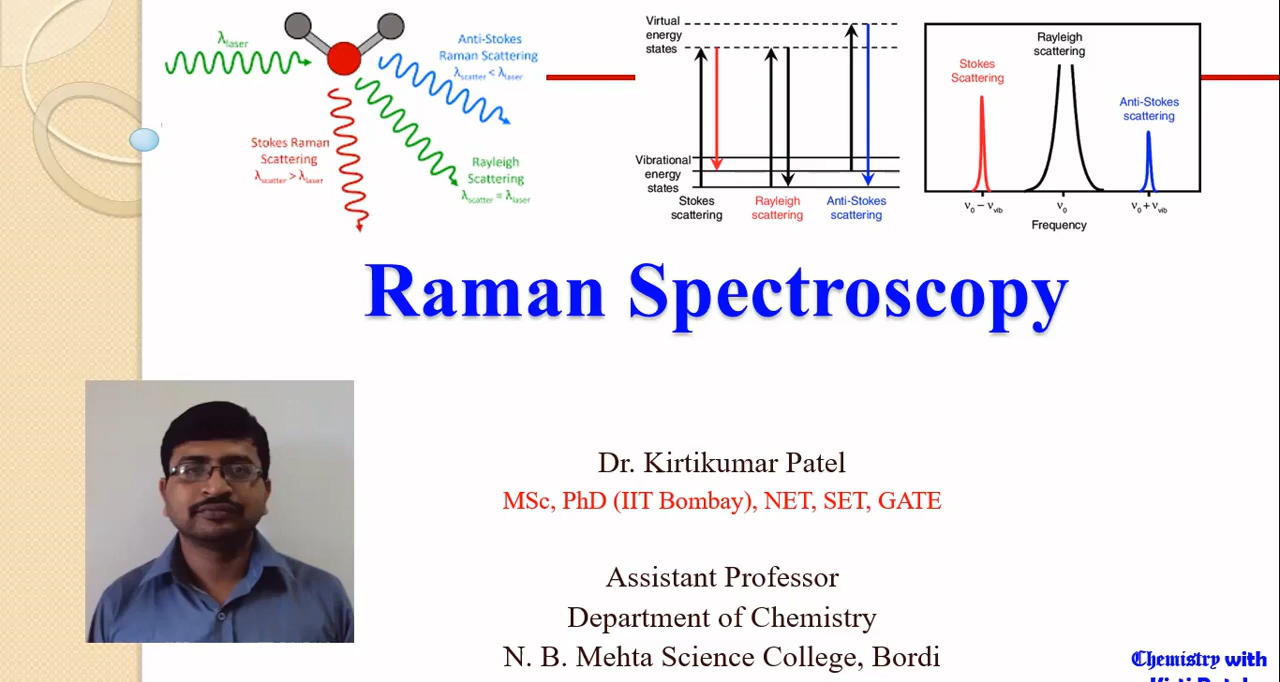 λlaser
Anti-Stokes
Raman Scattering
λscatter < λlaser
Stokes Raman
Scattering
λscatter > λlaser
Rayleigh
Scattering
λscatter = λlaser
Virtual
energy
states
Vibrational
energy
states
Stokes
scattering
Rayleigh
scattering
Anti-Stokes
scattering
Stokes
Scattering
Rayleigh
scattering
Anti-Stokes
scattering
ν0 − νvib
ν0
ν0 + νvib
Frequency
Raman Spectroscopy
Dr. Kirtikumar Patel
MSc, PhD (IIT Bombay), NET, SET, GATE
Assistant Professor
Department of Chemistry
N. B. Mehta Science College, Bordi
Chemistry with